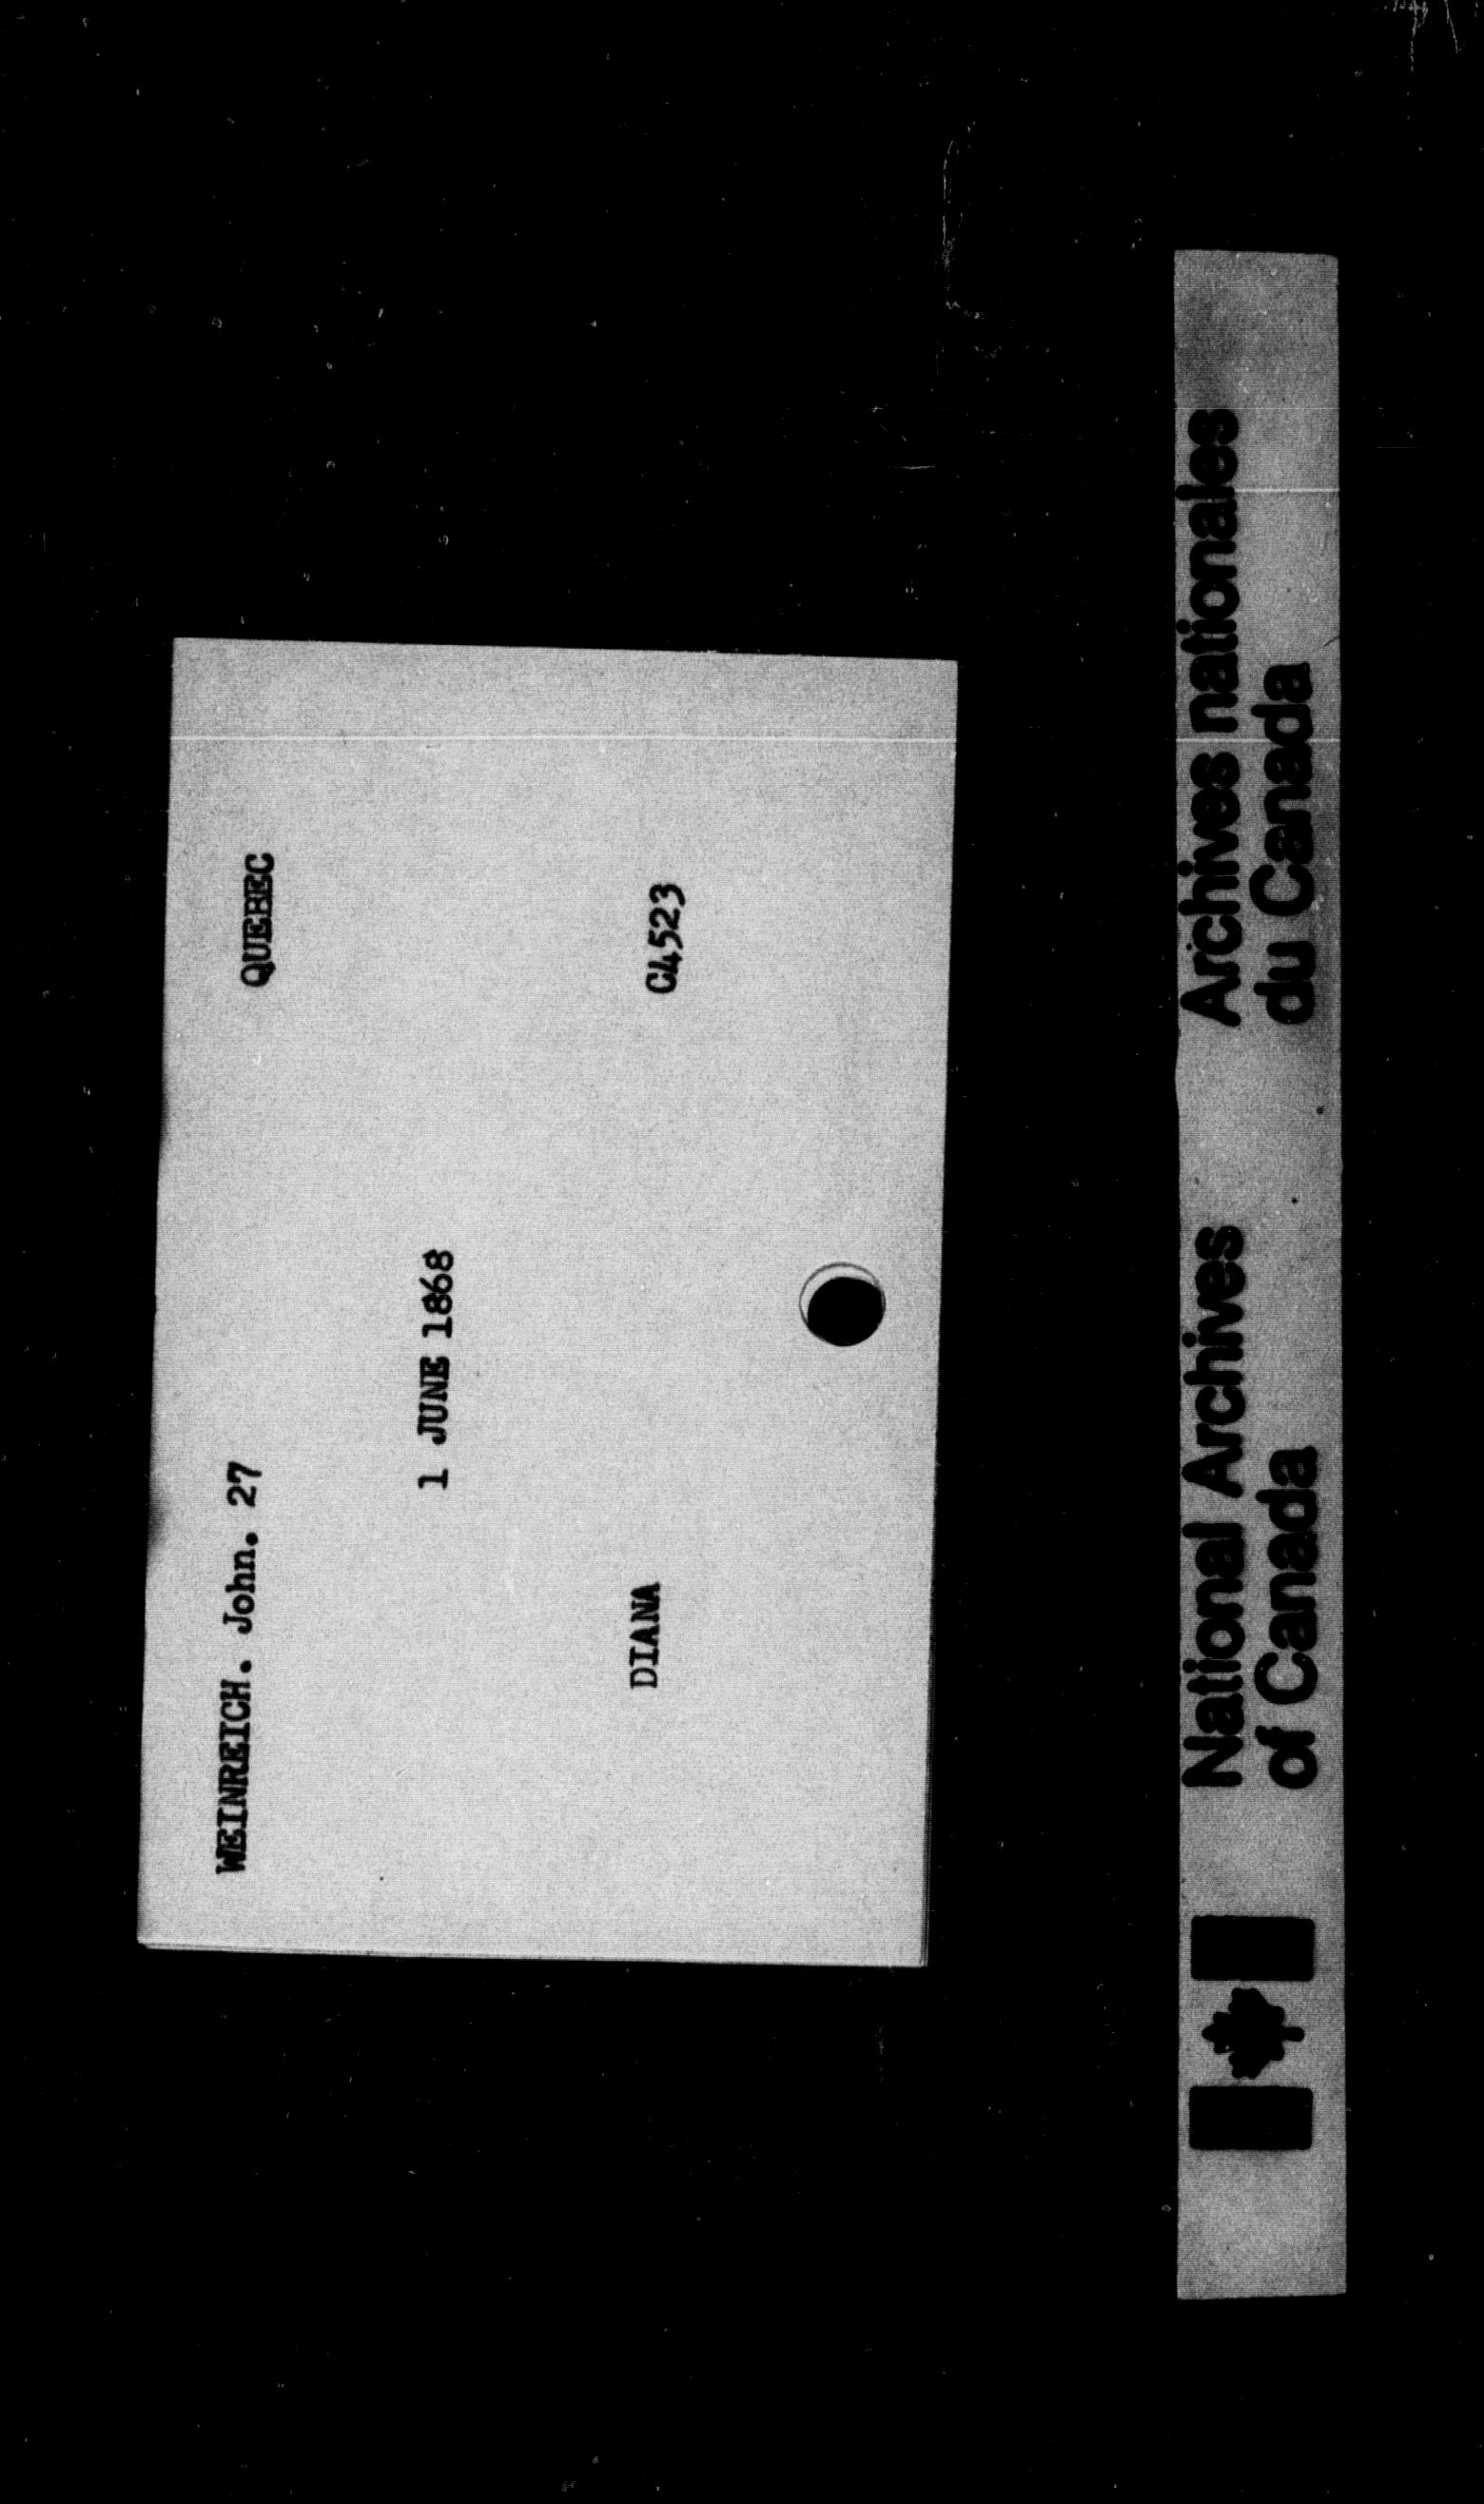 WEINREICH. John. 27 QUEBEC
1 JUNE 1868
DIANA C4523
National Archives of Canada
Archives nationales du Canada